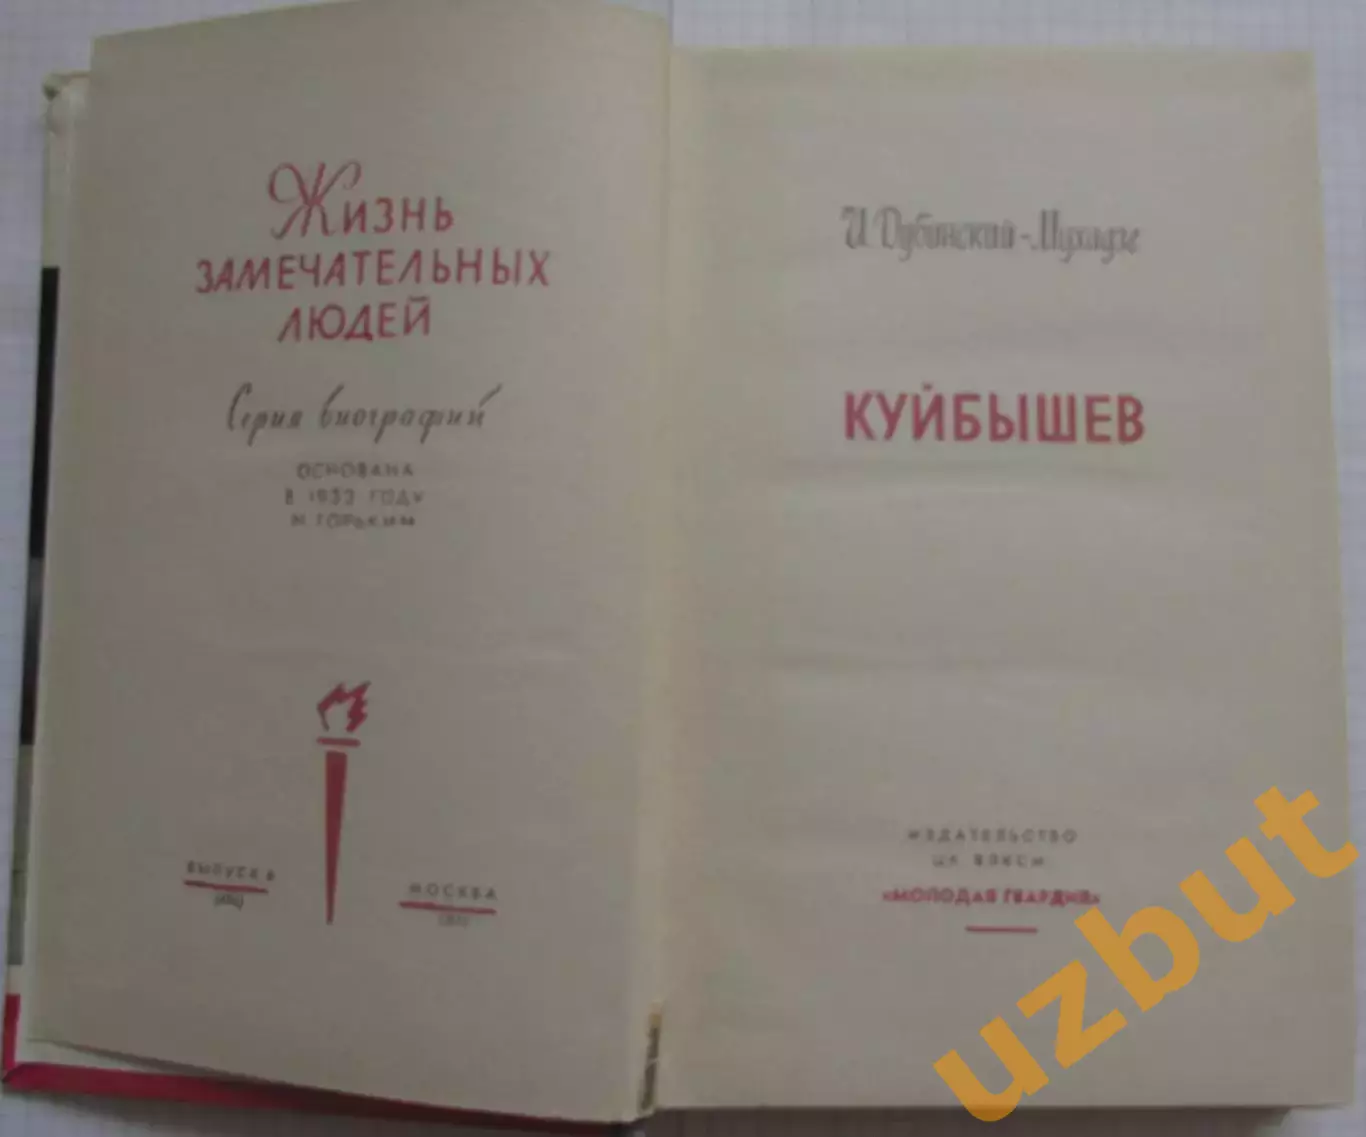 Жизнь
ЗАМЕЧАТЕЛЬНЫХ
ЛЮДЕЙ
Серия биографий
ОСНОВАНА
В 1933 ГОДУ
М ГОРЬКИМ
ВЫПУСК 8
МОСКВА
И Дубинский-Мухадзе
КУЙБЫШЕВ
ИЗДАТЕЛЬСТВО
ЦК ВЛКСМ
«МОЛОДАЯ ГВАРДИЯ»
uzbut